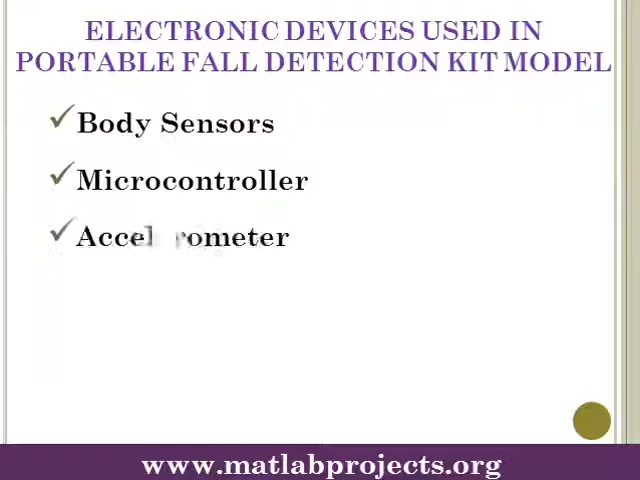 ELECTRONIC DEVICES USED IN
PORTABLE FALL DETECTION KIT MODEL
Body Sensors
Microcontroller
Accelerometer
www.matlabprojects.org